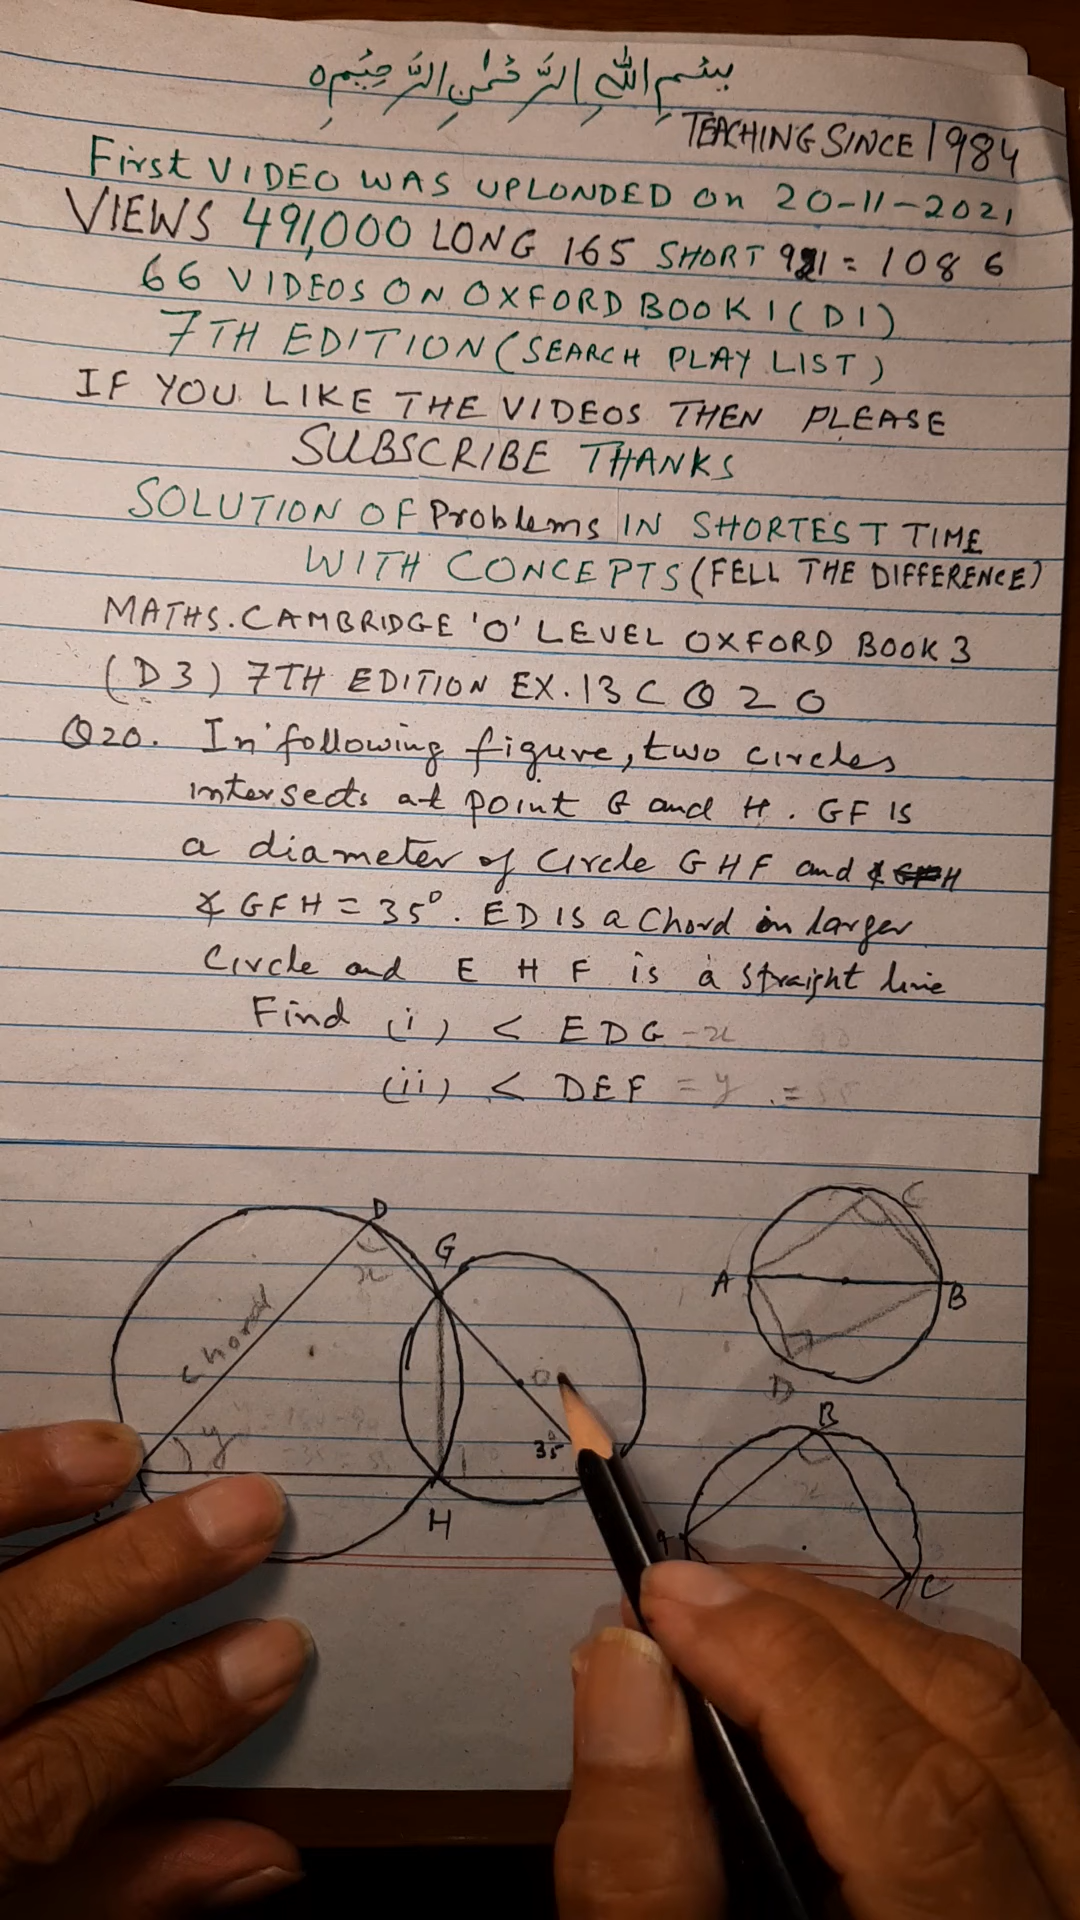 بِسْمِ اللهِ الرَّحْمٰنِ الرَّحِيْمِ ٥
TEACHING SINCE 1984
First VIDEO WAS UPLONDED on 20-11-2021
VIEWS 491,000 LONG 165 SHORT 921 = 1086
66 VIDEOS ON OXFORD BOOK 1 (D1)
7TH EDITION (SEARCH PLAY LIST)
IF YOU LIKE THE VIDEOS THEN PLEASE
SUBSCRIBE THANKS
SOLUTION OF Problems IN SHORTEST TIME
WITH CONCEPTS (FELL THE DIFFERENCE)
MATHS. CAMBRIDGE 'O' LEVEL OXFORD BOOK 3
(D3) 7TH EDITION EX. 13C Q20
Q20. In following figure, two circles
intersects at point G and H. GF IS
a diameter of Circle GHF and
∡ GFH = 35°. ED IS a Chord in larger
Circle and E H F is a straight line
Find (i) < EDG - x
(ii) < DEF = y
D
G
C
x
A
B
chord
O
D
y
35°
B
H
x
C